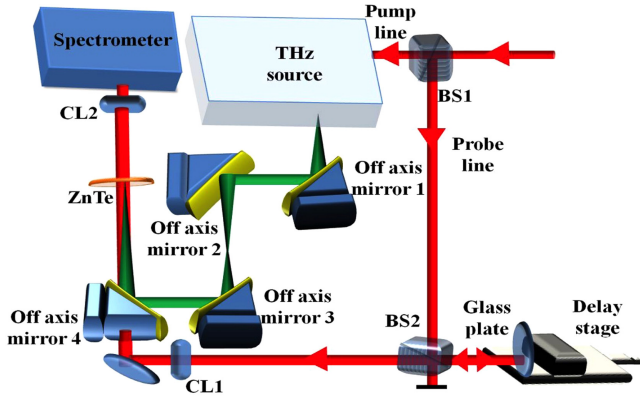 Spectrometer
THz
source
Pump
line
BS1
CL2
Probe
line
Off axis
mirror 1
ZnTe
Off axis
mirror 2
Off axis
mirror 3
Off axis
mirror 4
BS2
Glass
plate
Delay
stage
CL1